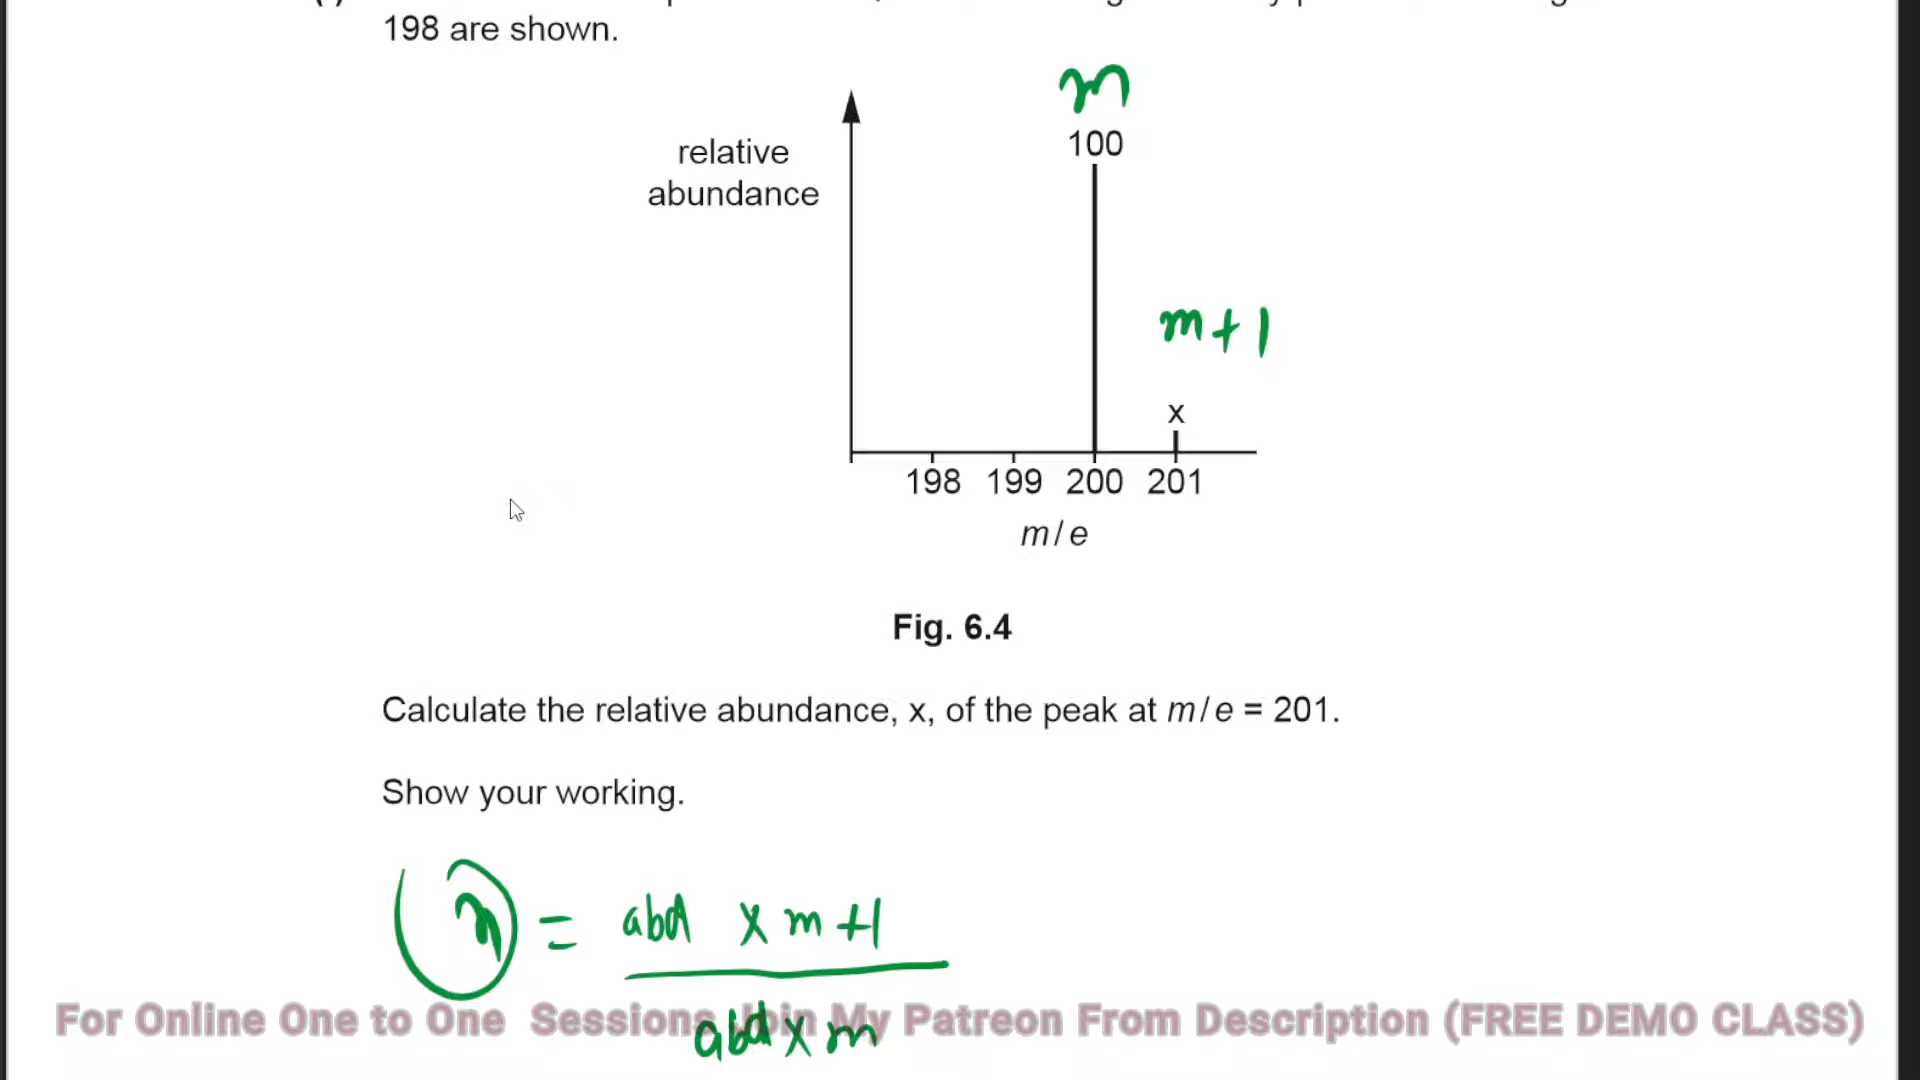 198 are shown.
m
100
relative
abundance
m+1
x
198 199 200 201
m/e
Fig. 6.4
Calculate the relative abundance, x, of the peak at m/e = 201.
Show your working.
n = abd x m+1
For Online One to One Sessions Join My Patreon From Description (FREE DEMO CLASS)
abd x m